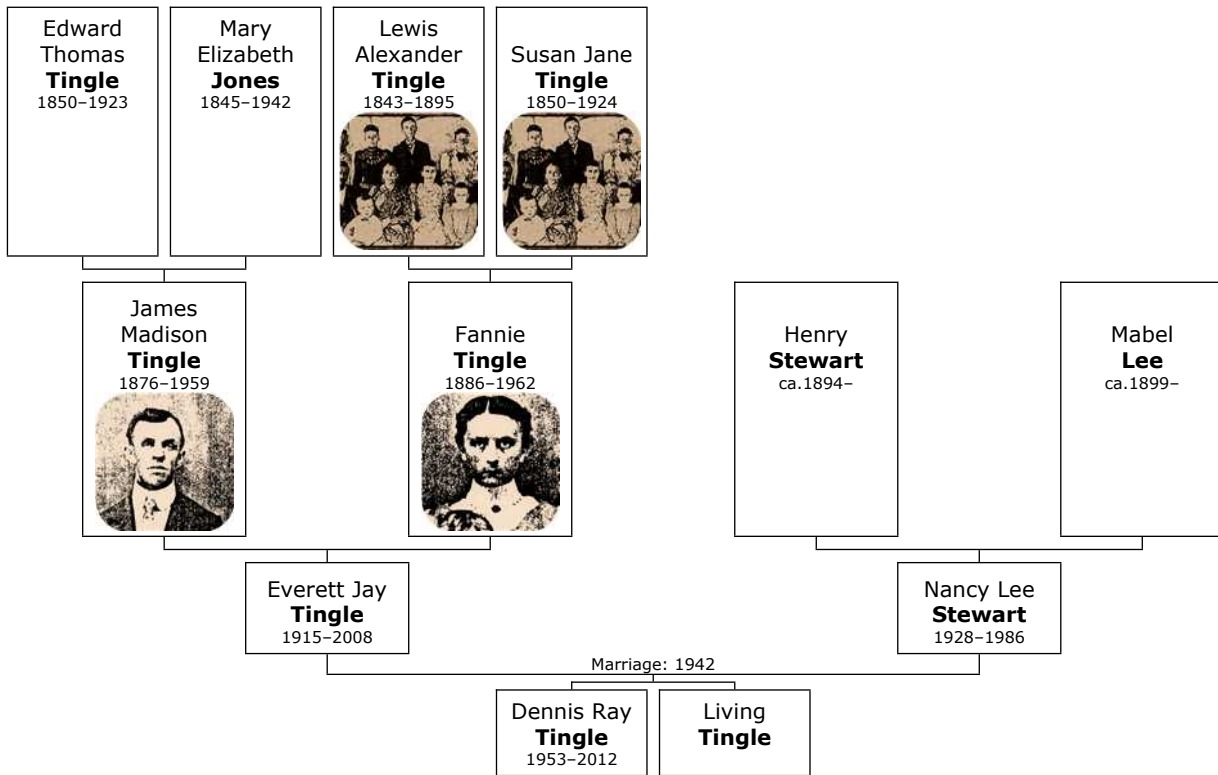 Edward
Thomas
Tingle
1850–1923
Mary
Elizabeth
Jones
1845–1942
Lewis
Alexander
Tingle
1843–1895
Susan Jane
Tingle
1850–1924
James
Madison
Tingle
1876–1959
Fannie
Tingle
1886–1962
Henry
Stewart
ca.1894–
Mabel
Lee
ca.1899–
Everett Jay
Tingle
1915–2008
Nancy Lee
Stewart
1928–1986
Marriage: 1942
Dennis Ray
Tingle
1953–2012
Living
Tingle